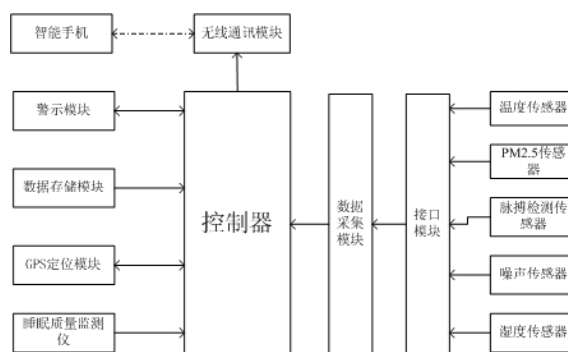 智能手机
无线通讯模块
警示模块
数据存储模块
GPS定位模块
睡眠质量监测
仪
控制器
数据
采集
模块
接口
模块
温度传感器
PM2.5传感
器
脉搏检测传
感器
噪声传感器
湿度传感器